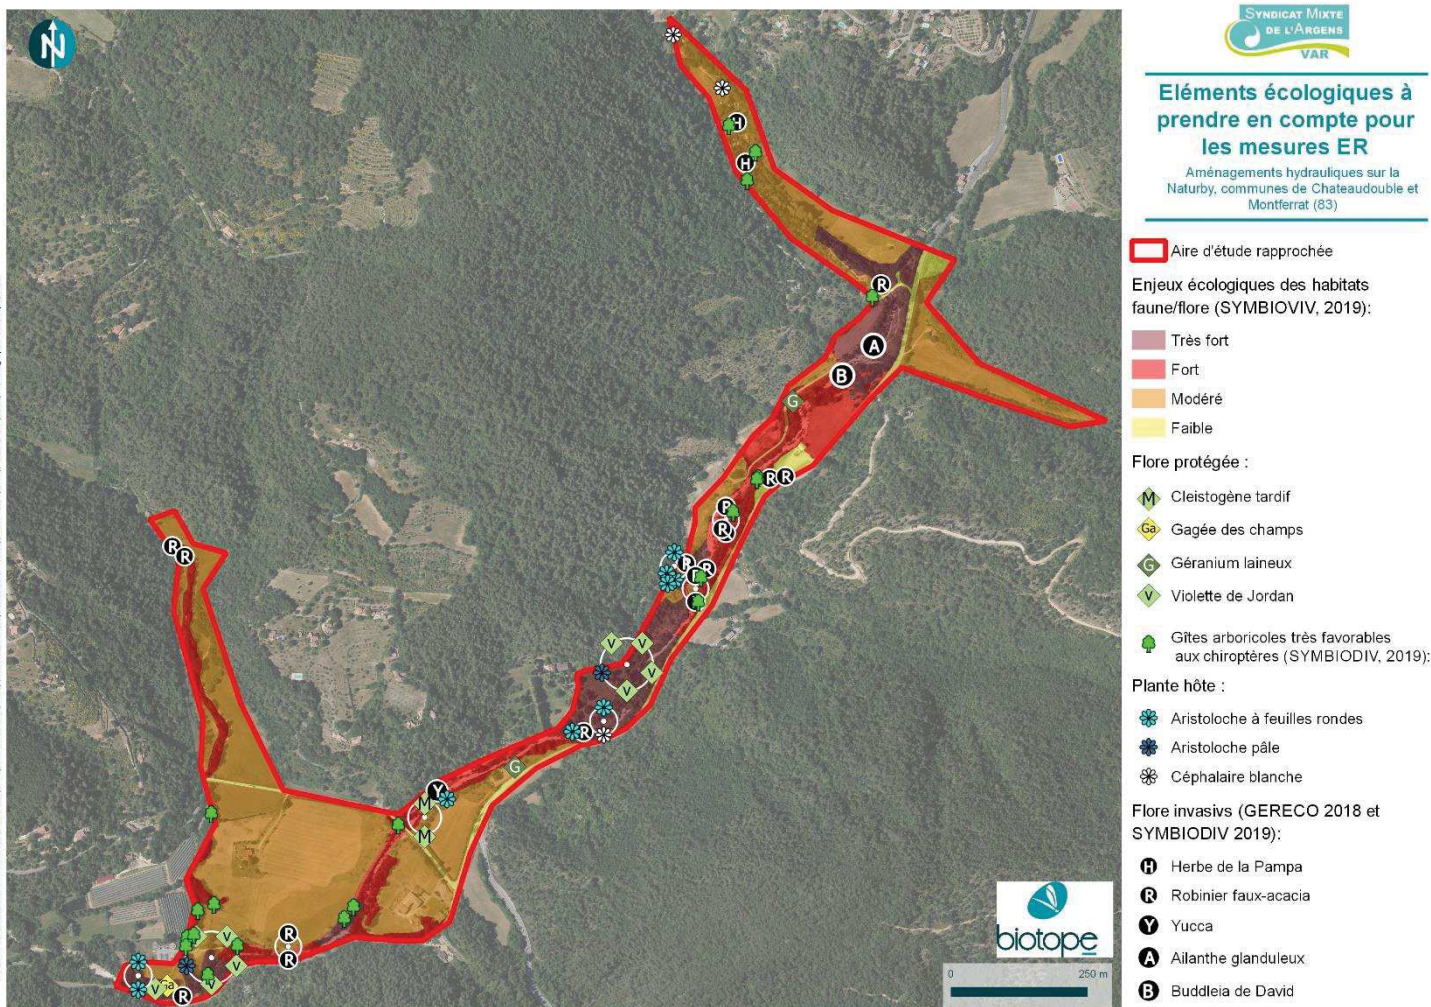 N
SYNDICAT MIXTE
DE L'ARGENS
VAR
Eléments écologiques à
prendre en compte pour
les mesures ER
Aménagements hydrauliques sur la
Naturby, communes de Chateaudouble et
Montferrat (83)
Aire d'étude rapprochée
Enjeux écologiques des habitats
faune/flore (SYMBIOVIV, 2019):
Très fort
Fort
Modéré
Faible
Flore protégée :
M Cleistogène tardif
Ga Gagée des champs
G Géranium laineux
V Violette de Jordan
Gîtes arboricoles très favorables
aux chiroptères (SYMBIODIV, 2019):
Plante hôte :
Aristoloche à feuilles rondes
Aristoloche pâle
Céphalaire blanche
Flore invasivs (GERECO 2018 et
SYMBIODIV 2019):
H Herbe de la Pampa
R Robinier faux-acacia
Y Yucca
A Ailanthe glanduleux
B Buddleia de David
H
H
R
A
B
G
R R
R
R
R
R
V V
V
V
R
G
Y
M
M
R
R
R
R
V
V
V
V
Ga
R
biotope
0 250 m